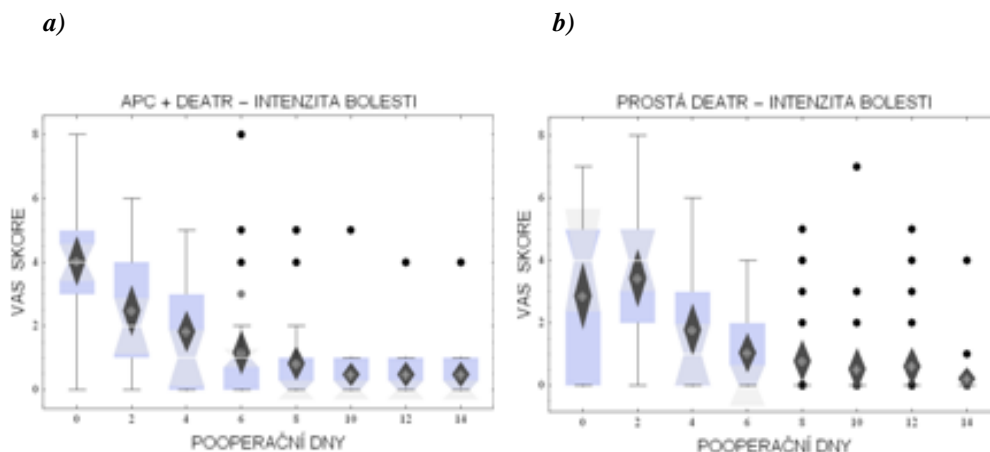 a)
b)
APC + DEATR – INTENZITA BOLESTI
PROSTÁ DEATR – INTENZITA BOLESTI
VAS SKORE
8
6
4
2
0
0 2 4 6 8 10 12 14
POOPERAČNÍ DNY
VAS SKORE
8
6
4
2
0
0 2 4 6 8 10 12 14
POOPERAČNÍ DNY